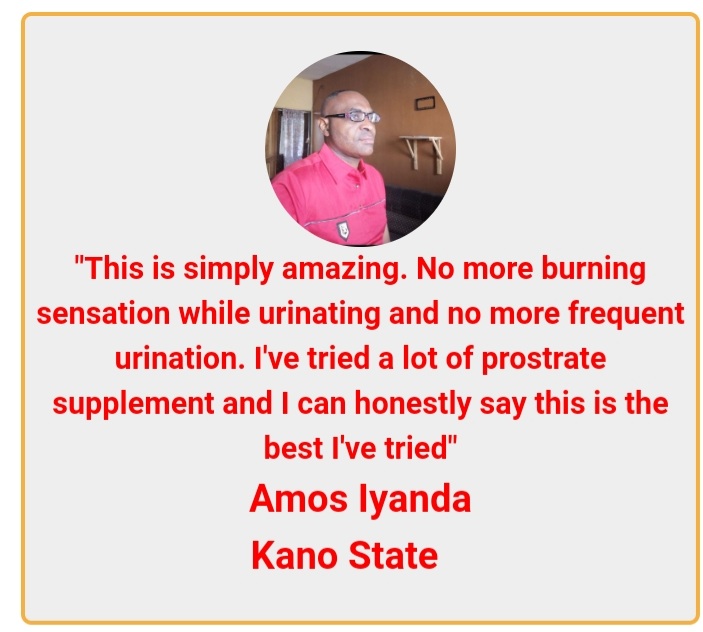 "This is simply amazing. No more burning
sensation while urinating and no more frequent
urination. I've tried a lot of prostrate
supplement and I can honestly say this is the
best I've tried"
Amos Iyanda
Kano State